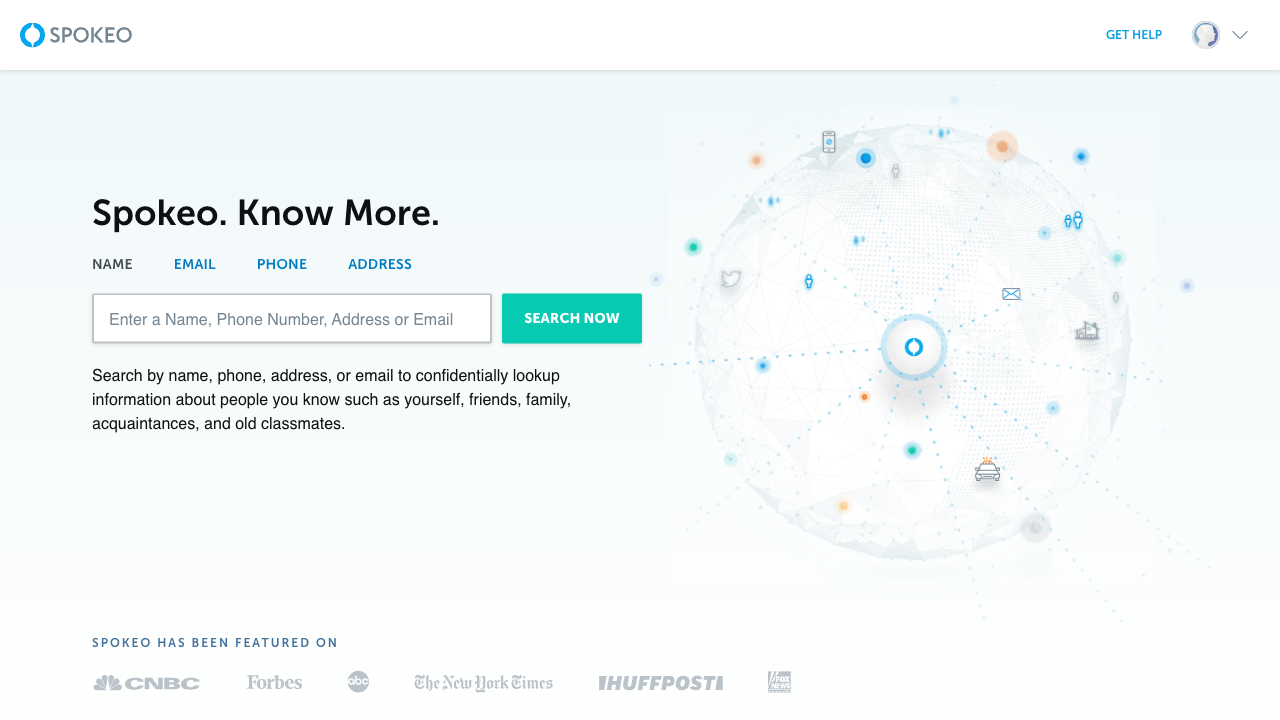 SPOKEO
GET HELP
Spokeo. Know More.
NAME
EMAIL
PHONE
ADDRESS
Enter a Name, Phone Number, Address or Email
SEARCH NOW
Search by name, phone, address, or email to confidentially lookup
information about people you know such as yourself, friends, family,
acquaintances, and old classmates.
SPOKEO HAS BEEN FEATURED ON
CNBC
Forbes
abc
The New York Times
HUFFPOST
FOX
NEWS